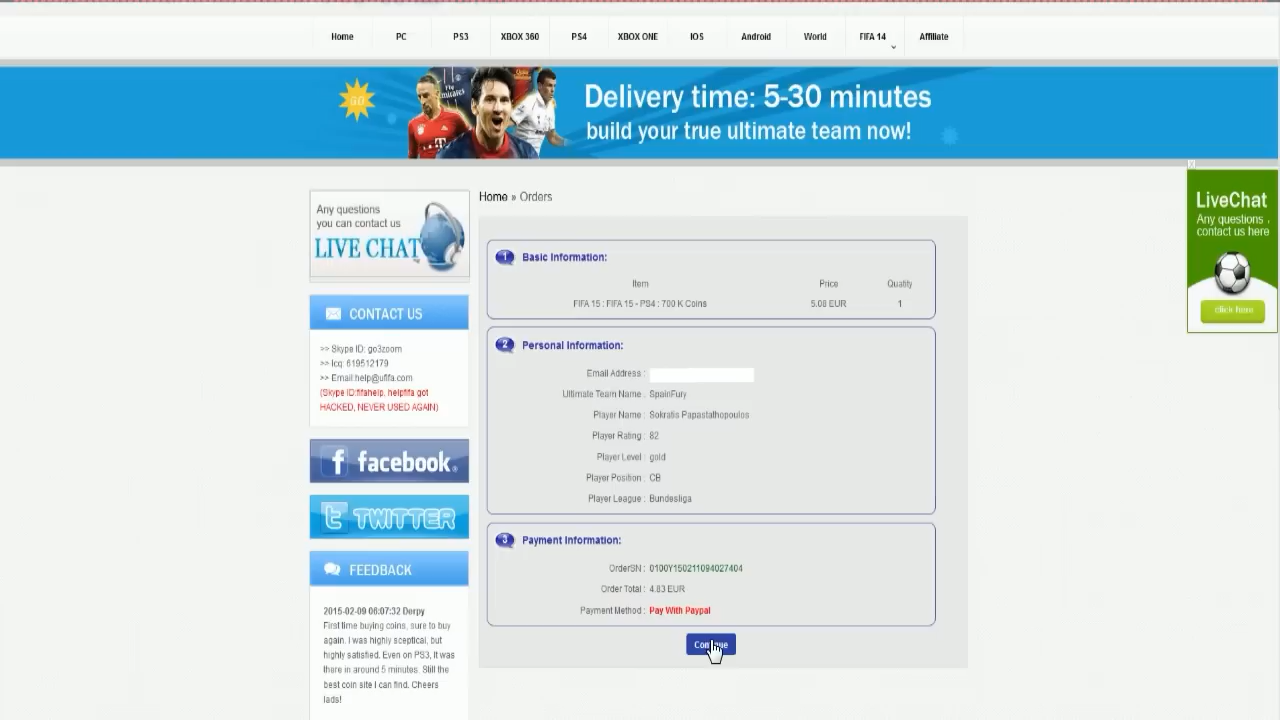 Home PC PS3 XBOX 360 PS4 XBOX ONE IOS Android World FIFA 14 Affiliate
GO
Delivery time: 5-30 minutes
build your true ultimate team now!
Any questions
you can contact us
LIVE CHAT
CONTACT US
>> Skype ID: go3zoom
>> Icq: 619512179
>> Email:help@ufifa.com
(Skype ID:fifahelp, helpfifa got
HACKED, NEVER USED AGAIN)
facebook
TWITTER
FEEDBACK
2015-02-09 06:07:32 Derpy
First time buying coins, sure to buy
again. I was highly sceptical, but
highly satisfied. Even on PS3, It was
there in around 5 minutes. Still the
best coin site I can find. Cheers
lads!
Home » Orders
1 Basic Information:
Item Price Quatity
FIFA 15 : FIFA 15 - PS4 : 700 K Coins 5.08 EUR 1
2 Personal Information:
Email Address :
Ultimate Team Name : SpainFury
Player Name : Sokratis Papastathopoulos
Player Rating : 82
Player Level : gold
Player Position : CB
Player League : Bundesliga
3 Payment Information:
OrderSN : 0100Y150211094027404
Order Total : 4.83 EUR
Payment Method : Pay With Paypal
LiveChat
Any questions ,
contact us here
click here